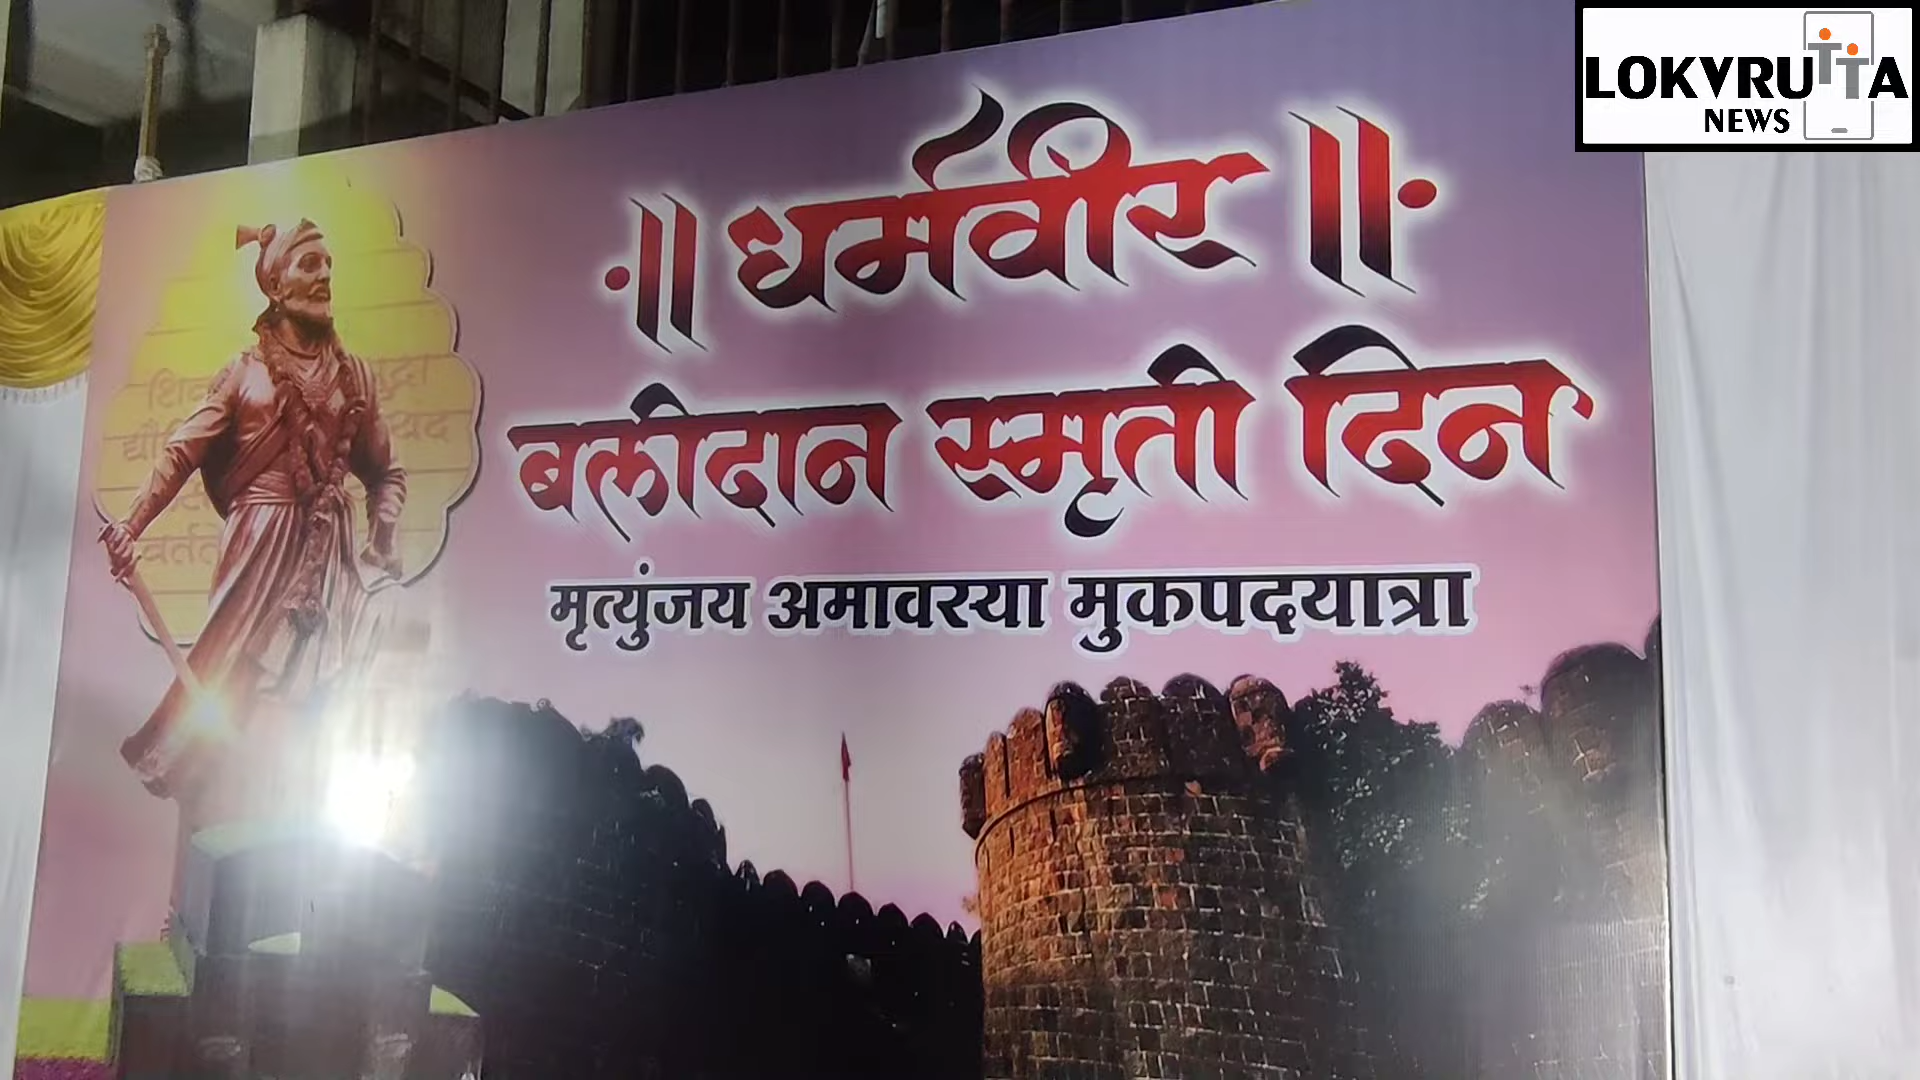 LOKVRUTTA
NEWS
॥ धर्मवीर ॥
बलीदान स्मृती दिन
मृत्युंजय अमावस्या मुकपदयात्रा